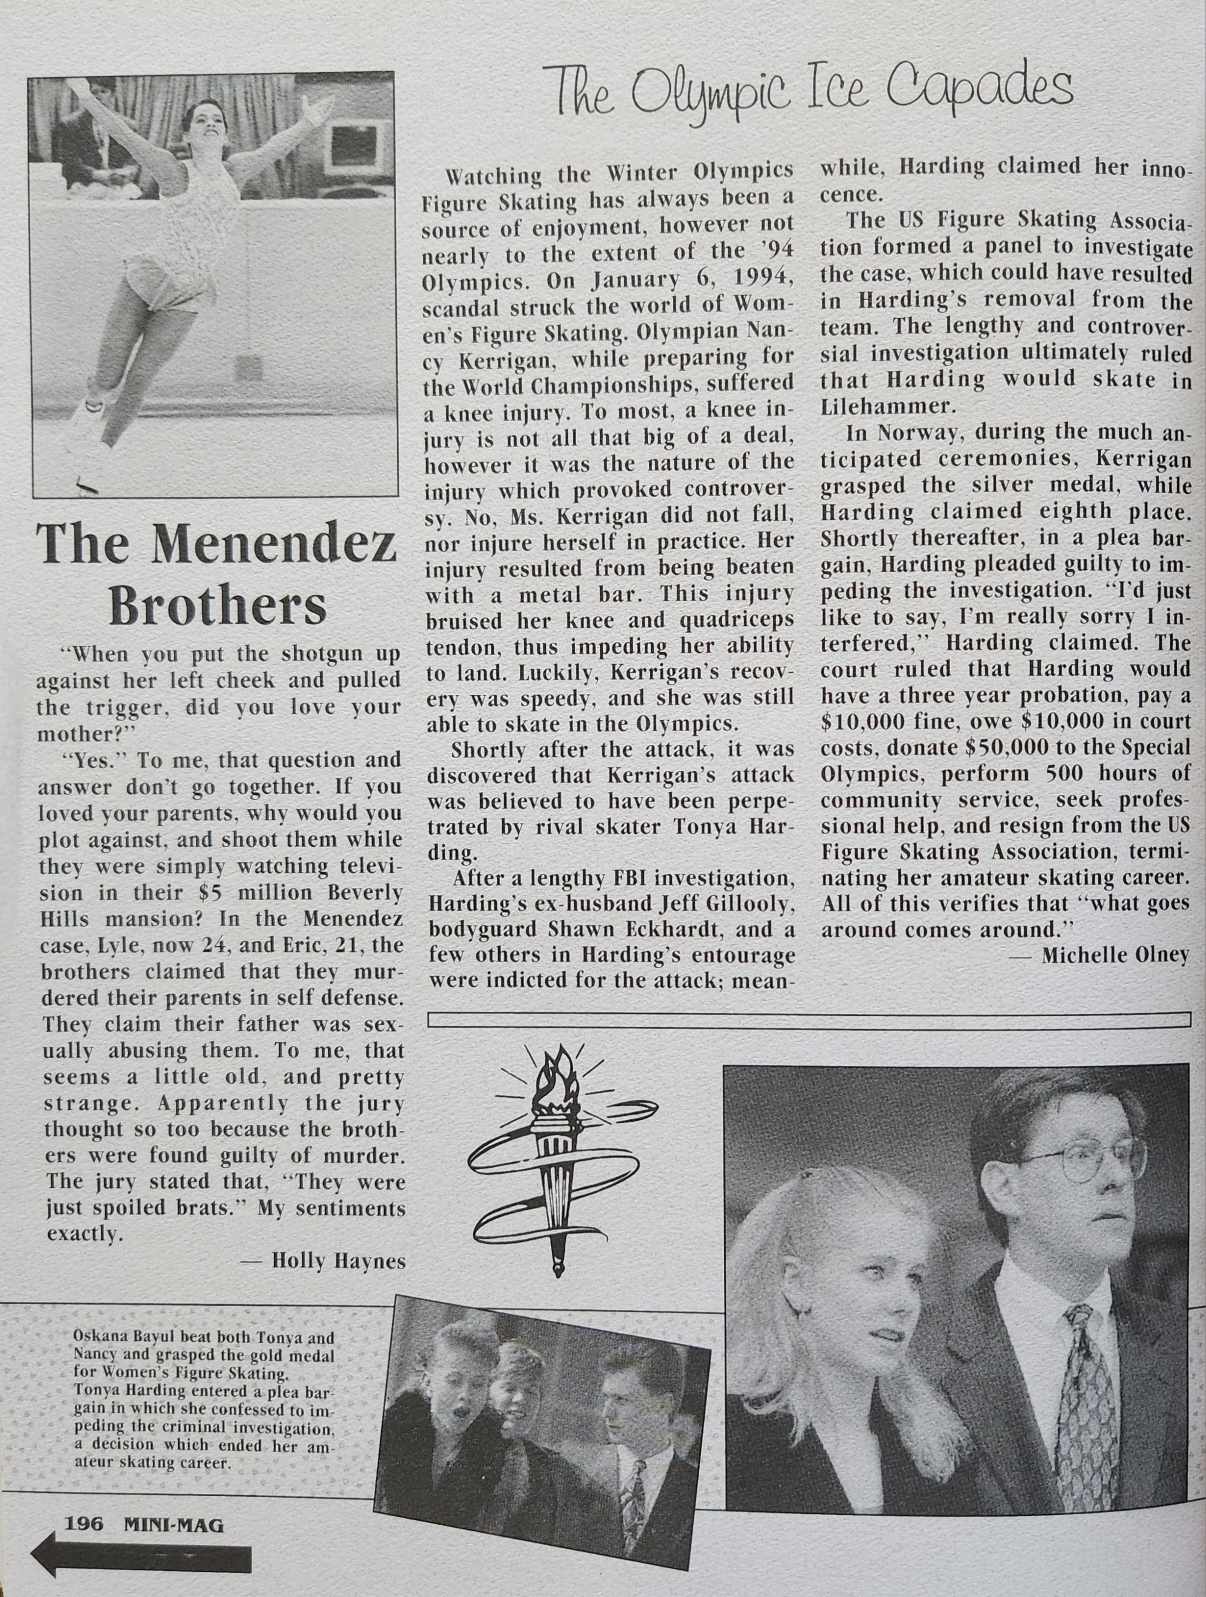 The Olympic Ice Capades
Watching the Winter Olympics
Figure Skating has always been a
source of enjoyment, however not
nearly to the extent of the '94
Olympics. On January 6, 1994,
scandal struck the world of Wom-
en's Figure Skating. Olympian Nan-
cy Kerrigan, while preparing for
the World Championships, suffered
a knee injury. To most, a knee in-
jury is not all that big of a deal,
however it was the nature of the
injury which provoked controver-
sy. No, Ms. Kerrigan did not fall,
nor injure herself in practice. Her
injury resulted from being beaten
with a metal bar. This injury
bruised her knee and quadriceps
tendon, thus impeding her ability
to land. Luckily, Kerrigan's recov-
ery was speedy, and she was still
able to skate in the Olympics.
Shortly after the attack, it was
discovered that Kerrigan's attack
was believed to have been perpe-
trated by rival skater Tonya Har-
ding.
After a lengthy FBI investigation,
Harding's ex-husband Jeff Gillooly,
bodyguard Shawn Eckhardt, and a
few others in Harding's entourage
were indicted for the attack; mean-
while, Harding claimed her inno-
cence.
The US Figure Skating Associa-
tion formed a panel to investigate
the case, which could have resulted
in Harding's removal from the
team. The lengthy and controver-
sial investigation ultimately ruled
that Harding would skate in
Lilehammer.
In Norway, during the much an-
ticipated ceremonies, Kerrigan
grasped the silver medal, while
Harding claimed eighth place.
Shortly thereafter, in a plea bar-
gain, Harding pleaded guilty to im-
peding the investigation. "I'd just
like to say, I'm really sorry I in-
terfered," Harding claimed. The
court ruled that Harding would
have a three year probation, pay a
$10,000 fine, owe $10,000 in court
costs, donate $50,000 to the Special
Olympics, perform 500 hours of
community service, seek profes-
sional help, and resign from the US
Figure Skating Association, termi-
nating her amateur skating career.
All of this verifies that "what goes
around comes around."
— Michelle Olney
The Menendez
Brothers
"When you put the shotgun up
against her left cheek and pulled
the trigger, did you love your
mother?"
"Yes." To me, that question and
answer don't go together. If you
loved your parents, why would you
plot against, and shoot them while
they were simply watching televi-
sion in their $5 million Beverly
Hills mansion? In the Menendez
case, Lyle, now 24, and Eric, 21, the
brothers claimed that they mur-
dered their parents in self defense.
They claim their father was sex-
ually abusing them. To me, that
seems a little old, and pretty
strange. Apparently the jury
thought so too because the broth-
ers were found guilty of murder.
The jury stated that, "They were
just spoiled brats." My sentiments
exactly.
— Holly Haynes
Oskana Bayul beat both Tonya and
Nancy and grasped the gold medal
for Women's Figure Skating.
Tonya Harding entered a plea bar-
gain in which she confessed to im-
peding the criminal investigation,
a decision which ended her am-
ateur skating career.
196 MINI-MAG